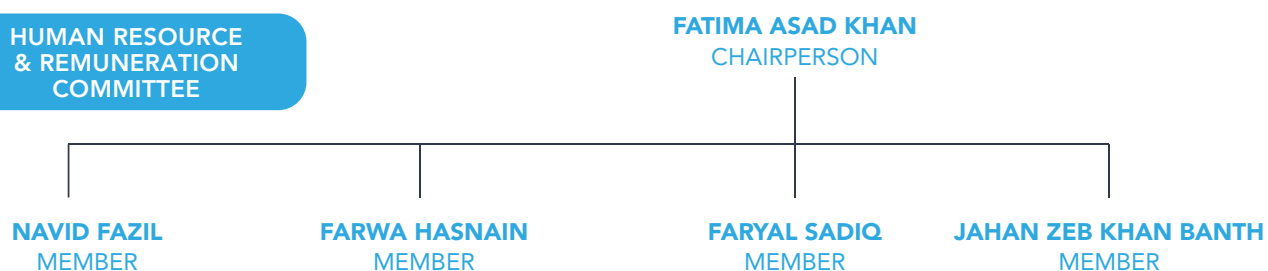 HUMAN RESOURCE
& REMUNERATION
COMMITTEE
FATIMA ASAD KHAN
CHAIRPERSON
NAVID FAZIL
MEMBER
FARWA HASNAIN
MEMBER
FARYAL SADIQ
MEMBER
JAHAN ZEB KHAN BANTH
MEMBER